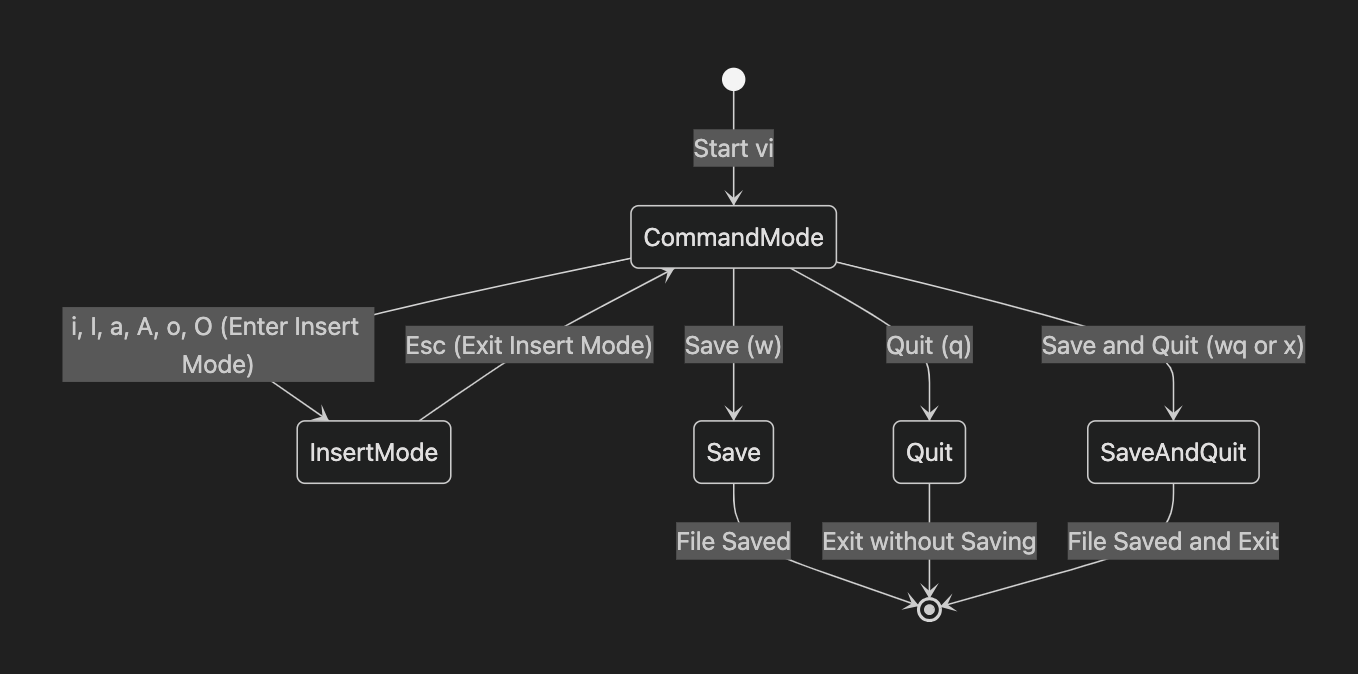 Start vi
CommandMode
i, I, a, A, o, O (Enter Insert
Mode)
Esc (Exit Insert Mode)
Save (w)
Quit (q)
Save and Quit (wq or x)
InsertMode
Save
Quit
SaveAndQuit
File Saved
Exit without Saving
File Saved and Exit